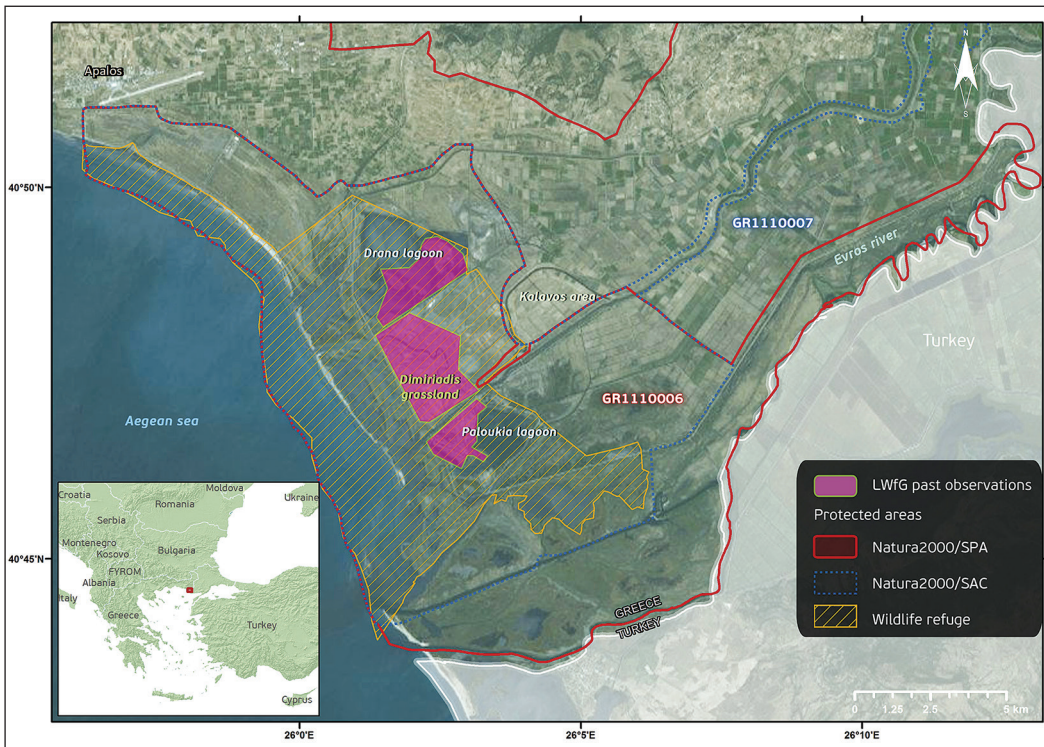 N
S
Apalos
40°50'N
40°45'N
GR1110007
Evros river
Drana lagoon
Kalavos area
Turkey
Dimiriadis
grassland
GR1110006
Aegean sea
Paloukia lagoon
GREECE
TURKEY
LWfG past observations
Protected areas
Natura2000/SPA
Natura2000/SAC
Wildlife refuge
0 1.25 2.5 5 km
Croatia
Moldova
Ukraine
Romania
Serbia
Montenegro
Kosovo
Bulgaria
FYROM
Albania
Italy
Greece
Turkey
Cyprus
26°0'E
26°5'E
26°10'E